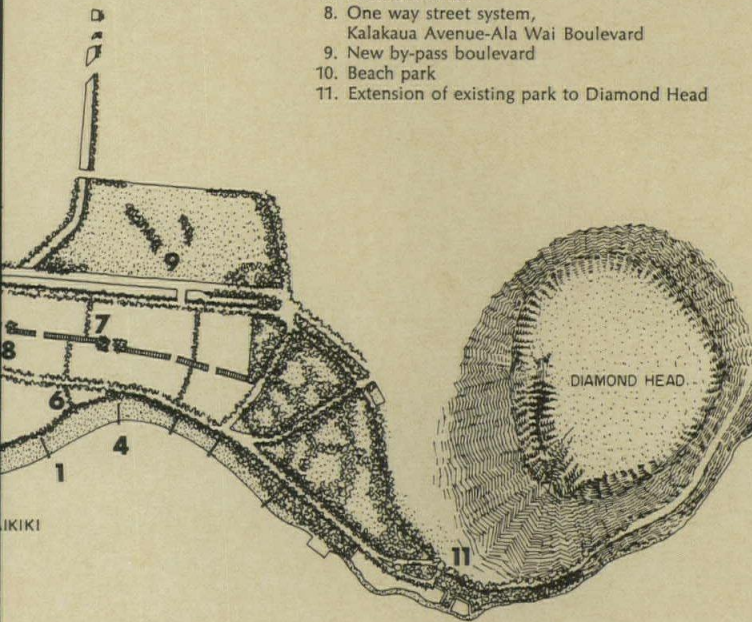 8. One way street system,
Kalakaua Avenue-Ala Wai Boulevard
9. New by-pass boulevard
10. Beach park
11. Extension of existing park to Diamond Head
9
7
8
DIAMOND HEAD
6
4
1
IKIKI
11